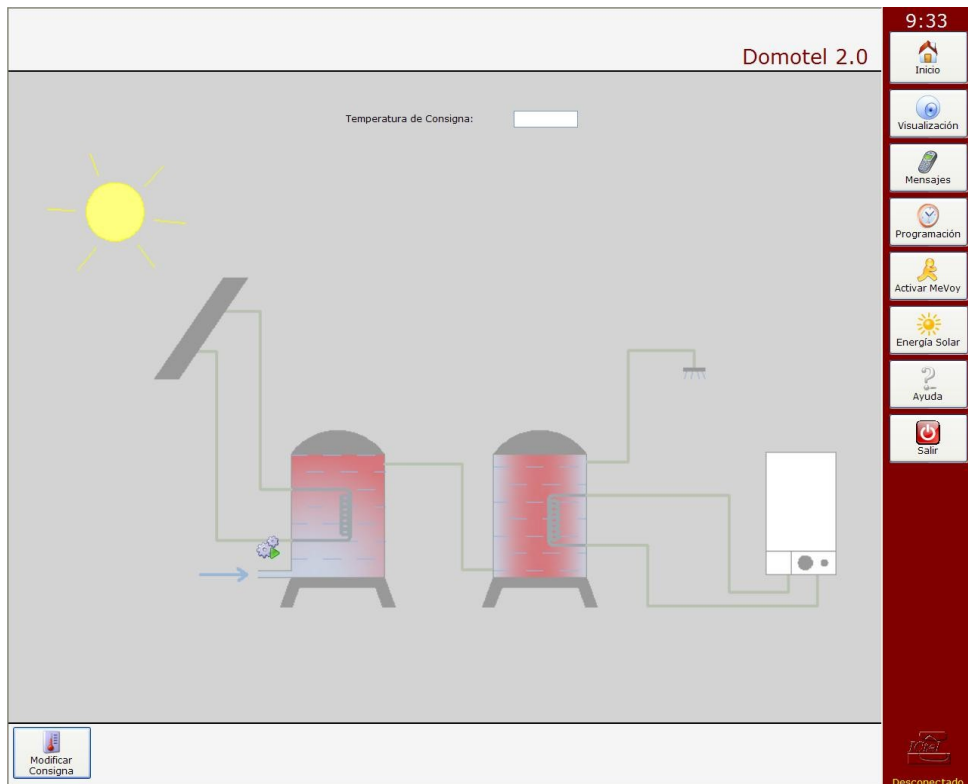 9:33
Domotel 2.0
Inicio
Temperatura de Consigna:
Visualización
Mensajes
Programación
Activar MeVoy
Energía Solar
Ayuda
Salir
Modificar
Consigna
Desconectado